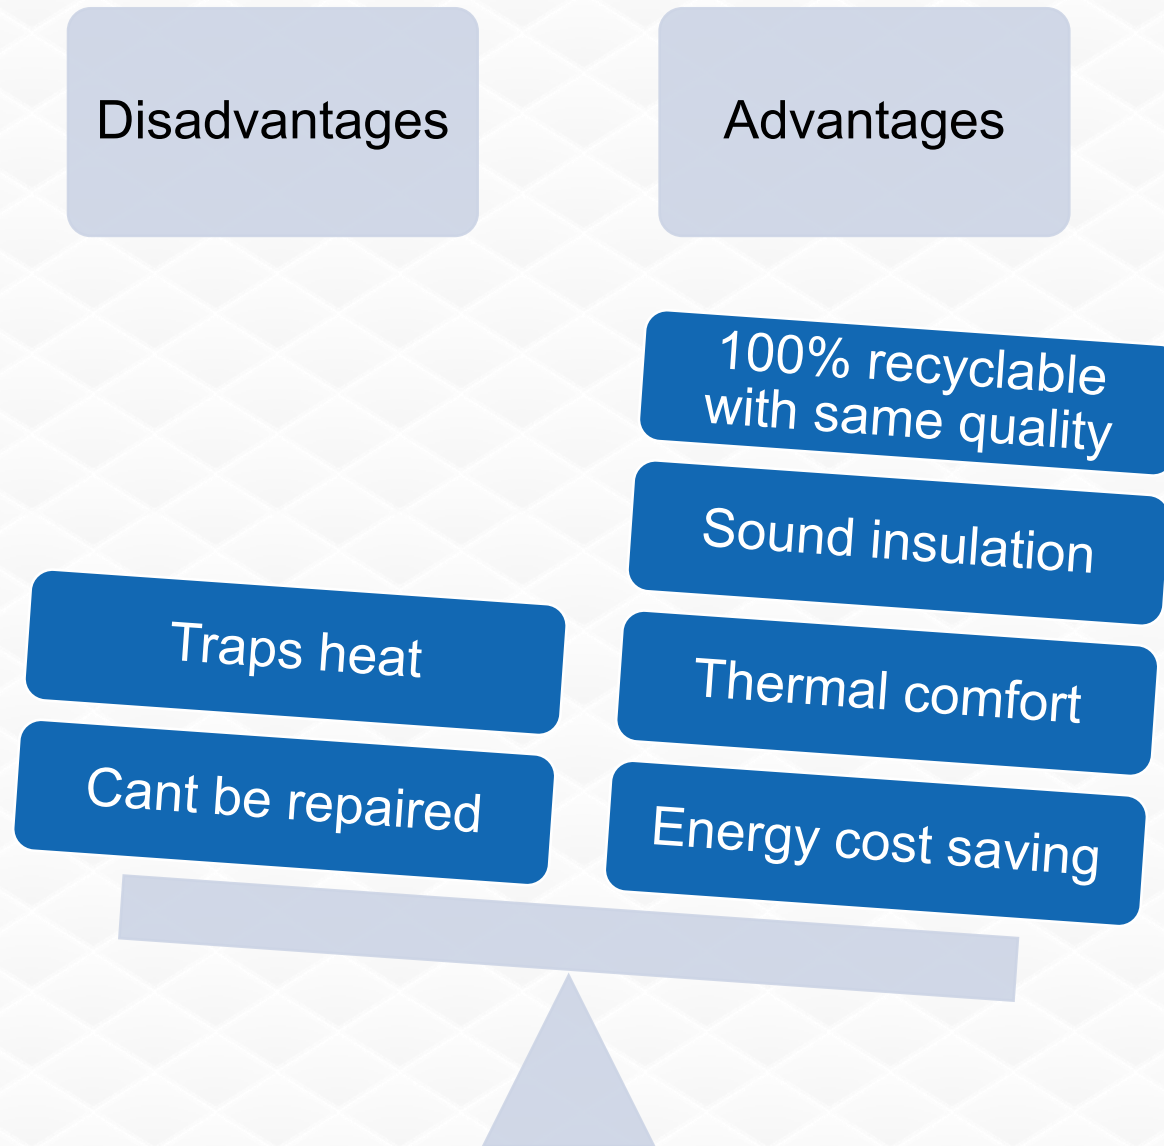 Disadvantages
Advantages
100% recyclable
with same quality
Sound insulation
Traps heat
Thermal comfort
Cant be repaired
Energy cost saving